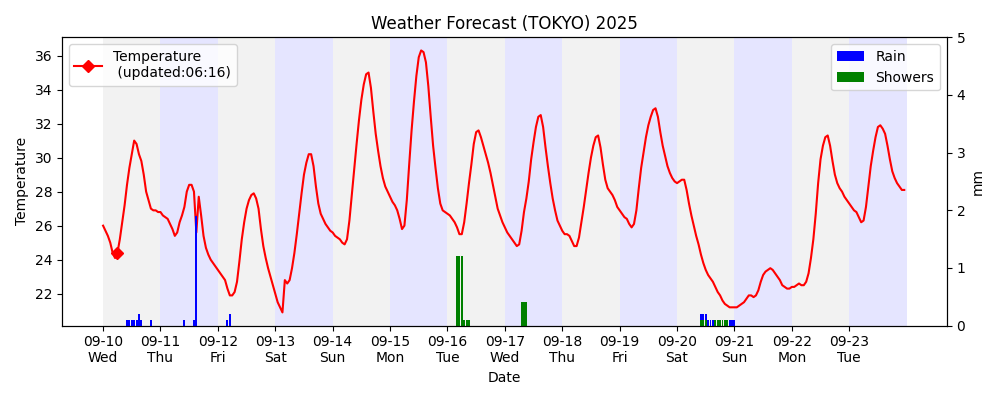 Weather Forecast (TOKYO) 2025
Temperature
(updated:06:16)
Rain
Showers
Temperature
36
34
32
30
28
26
24
22
5
4
3
2
1
0
mm
09-10 09-11 09-12 09-13 09-14 09-15 09-16 09-17 09-18 09-19 09-20 09-21 09-22 09-23
Wed Thu Fri Sat Sun Mon Tue Wed Thu Fri Sat Sun Mon Tue
Date